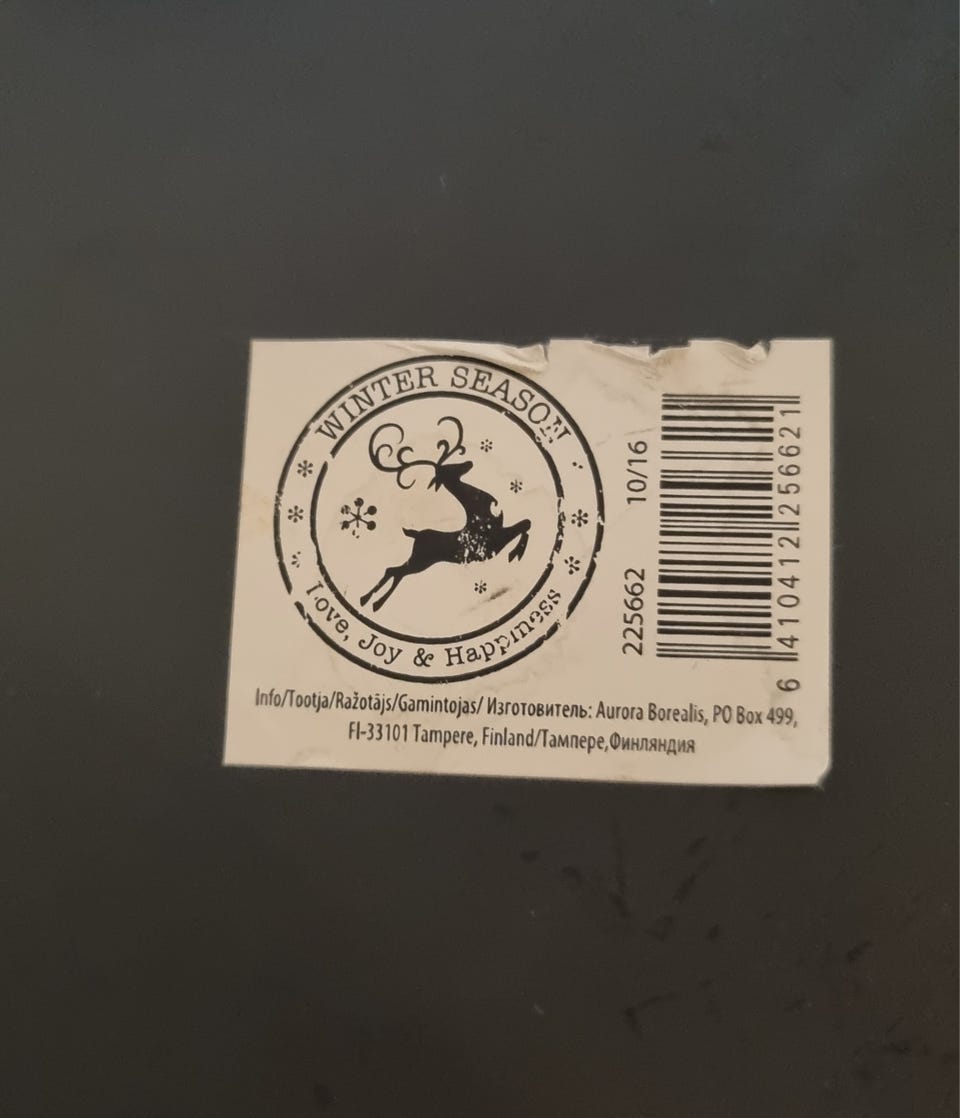 WINTER SEASON
Love, Joy & Happiness
225662 10/16
6 410412 256621
Info/Tootja/Ražotājs/Gamintojas/ Изготовитель: Aurora Borealis, PO Box 499,
FI-33101 Tampere, Finland/Тампере,Финляндия